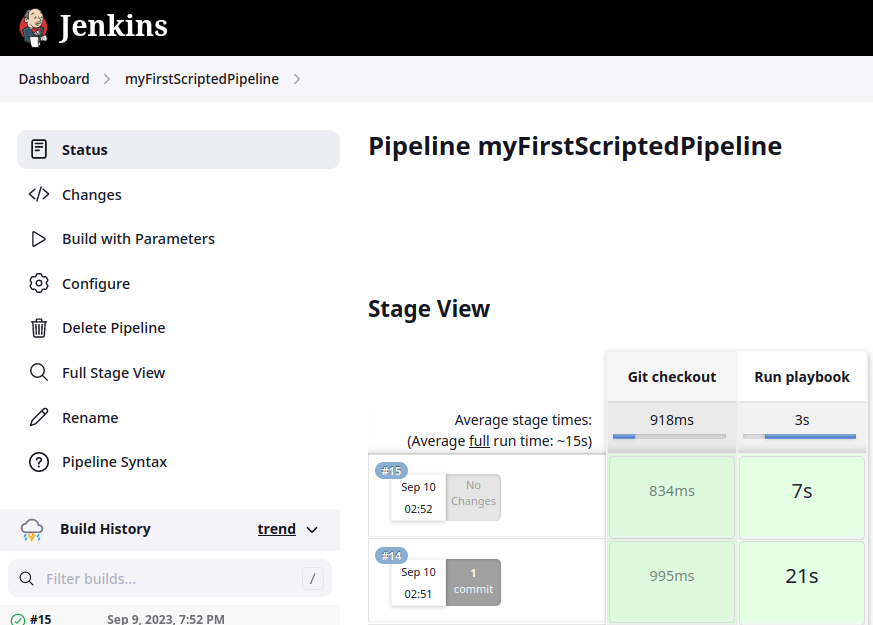 Jenkins
Dashboard
myFirstScriptedPipeline
Status
Changes
Build with Parameters
Configure
Delete Pipeline
Full Stage View
Rename
Pipeline Syntax
Build History
trend
Filter builds...
/
#15
Sep 9, 2023, 7:52 PM
Pipeline myFirstScriptedPipeline
Stage View
Git checkout
Run playbook
Average stage times:
(Average full run time: ~15s)
918ms
3s
#15
Sep 10
02:52
No
Changes
834ms
7s
#14
Sep 10
02:51
1
commit
995ms
21s